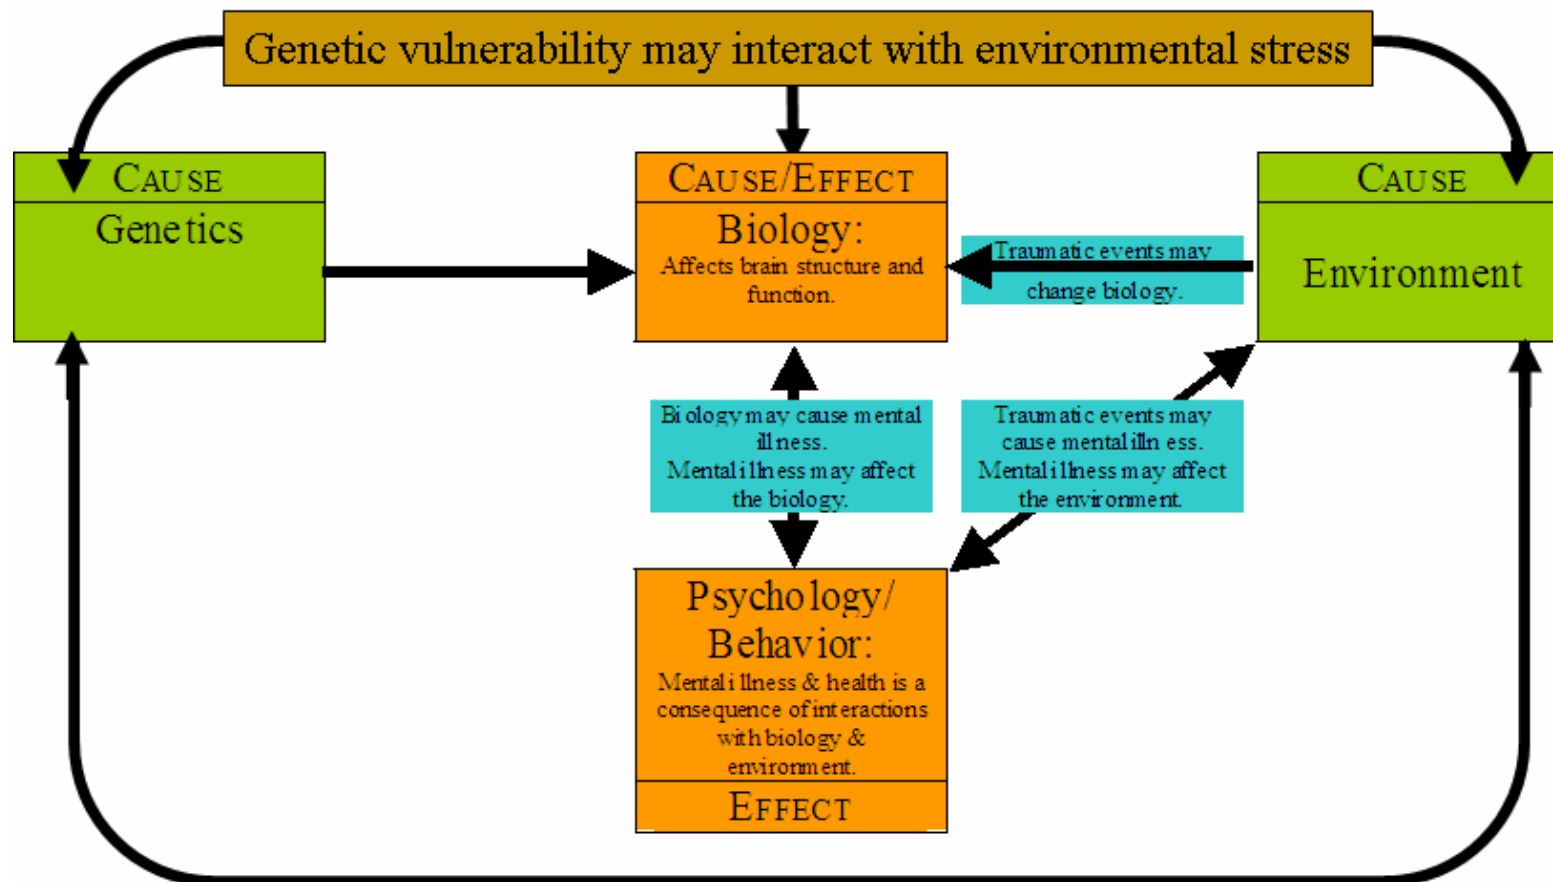 Genetic vulnerability may interact with environmental stress
CAUSE
Genetics
CAUSE/EFFECT
Biology:
Affects brain structure and
function.
Traumatic events may
change biology.
CAUSE
Environment
Biology may cause mental
illness.
Mental illness may affect
the biology.
Traumatic events may
cause mental illness.
Mental illness may affect
the environment.
Psychology/
Behavior:
Mental illness & health is a
consequence of interactions
with biology &
environment.
EFFECT